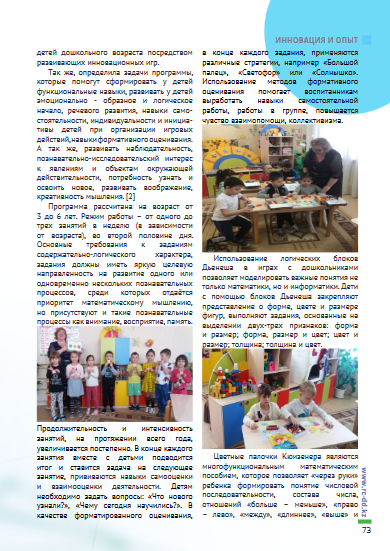 ИННОВАЦИЯ И ОПЫТ
детей дошкольного возраста посредством
развивающих инновационных игр.
Так же, определила задачи программы,
которые помогут сформировать у детей
функциональные навыки, развивать у детей
эмоционально - образное и логическое
начало, речевого развития, навыки само-
стоятельности, индивидуальности и инициа-
тивы детей при организации игровых
действий, навыки формативного оценивания.
А так же, развивать наблюдательность,
познавательно-исследовательский интерес
к явлениям и объектам окружающей
действительности, потребность узнать и
освоить новое, развивать воображение,
креативность мышления. [2]
Программа рассчитана на возраст от
3 до 6 лет. Режим работы – от одного до
трех занятий в неделю (в зависимости
от возраста), во второй половине дня.
Основные требования к заданиям
содержательно-логического характера,
задания должны иметь яркую целевую
направленность на развитие одного или
одновременно нескольких познавательных
процессов, среди которых отдаётся
приоритет математическому мышлению,
но присутствуют и такие познавательные
процессы как внимание, восприятие, память.
Продолжительность и интенсивность
занятий, на протяжении всего года,
увеличивается постепенно. В конце каждого
занятия вместе с детьми подводится
итог и ставится задача на следующее
занятие, прививаются навыки самооценки
и взаимооценки деятельности. Детям
необходимо задать вопросы: «Что нового
узнали?», «Чему сегодня научились?». В
качестве форматированного оценивания,
в конце каждого задания, применяются
различные стратегии, например «Большой
палец», «Светофор» или «Солнышко».
Использование методов формативного
оценивания помогает воспитанникам
выработать навыки самостоятельной
работы, работы в группе, повышается
чувство взаимопомощи, коллективизма.
Использование логических блоков
Дьенеша в играх с дошкольниками
позволяет моделировать важные понятия не
только математики, но и информатики. Дети
с помощью блоков Дьенеша закрепляют
представление о форме, цвете и размере
фигур, выполняют задания, основанные на
выделении двух-трех признаков: форма
и размер; форма, размер и цвет; цвет и
размер; толщина; толщина и цвет.
Цветные палочки Кюизенера являются
многофункциональным математическим
пособием, которое позволяет «через руки»
ребенка формировать понятие числовой
последовательности, состава числа,
отношений «больше – меньше», «право
– лево», «между», «длиннее», «выше» и
www.rc-d.kz
73